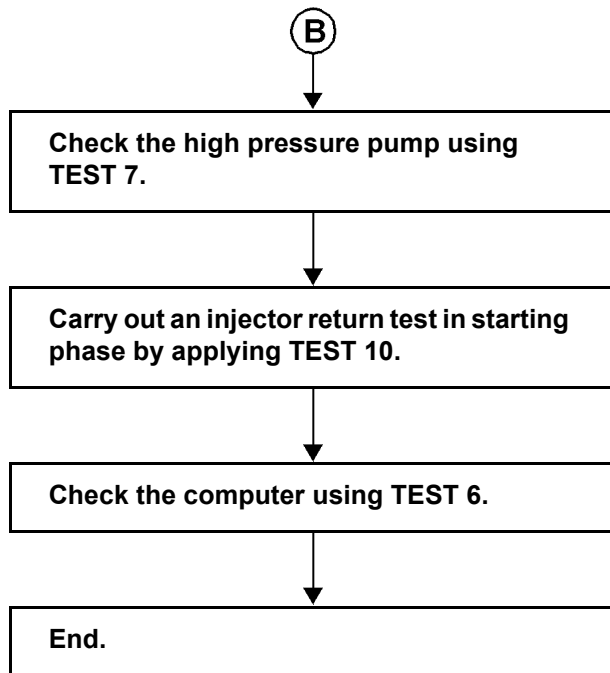 B
Check the high pressure pump using
TEST 7.
Carry out an injector return test in starting
phase by applying TEST 10.
Check the computer using TEST 6.
End.